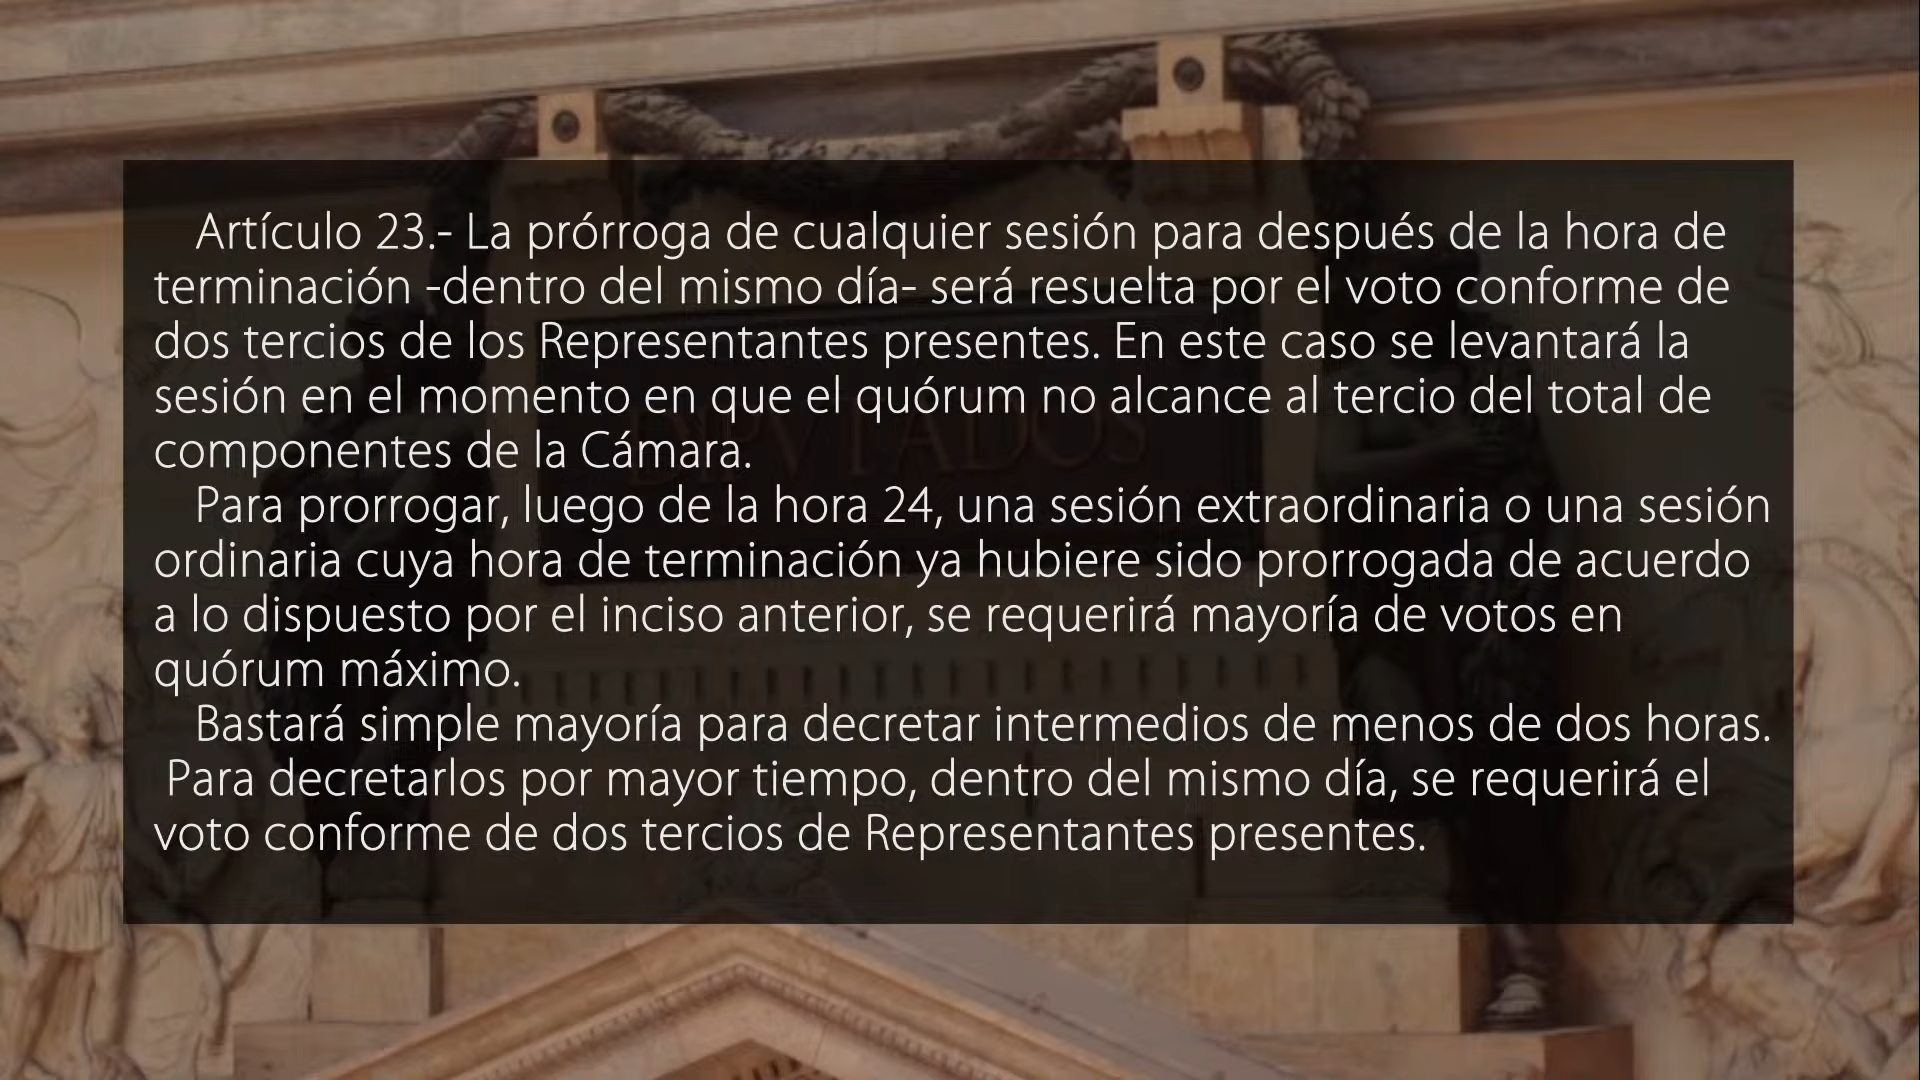 Artículo 23.- La prórroga de cualquier sesión para después de la hora de
terminación -dentro del mismo día- será resuelta por el voto conforme de
dos tercios de los Representantes presentes. En este caso se levantará la
sesión en el momento en que el quórum no alcance al tercio del total de
componentes de la Cámara.
Para prorrogar, luego de la hora 24, una sesión extraordinaria o una sesión
ordinaria cuya hora de terminación ya hubiere sido prorrogada de acuerdo
a lo dispuesto por el inciso anterior, se requerirá mayoría de votos en
quórum máximo.
Bastará simple mayoría para decretar intermedios de menos de dos horas.
Para decretarlos por mayor tiempo, dentro del mismo día, se requerirá el
voto conforme de dos tercios de Representantes presentes.